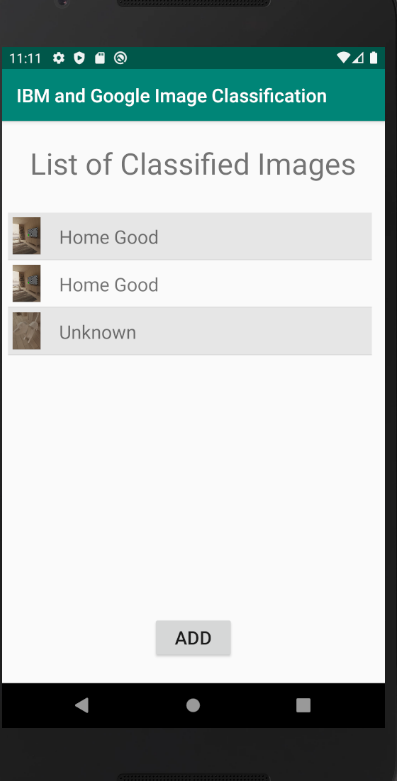 11:11
IBM and Google Image Classification
List of Classified Images
Home Good
Home Good
Unknown
ADD